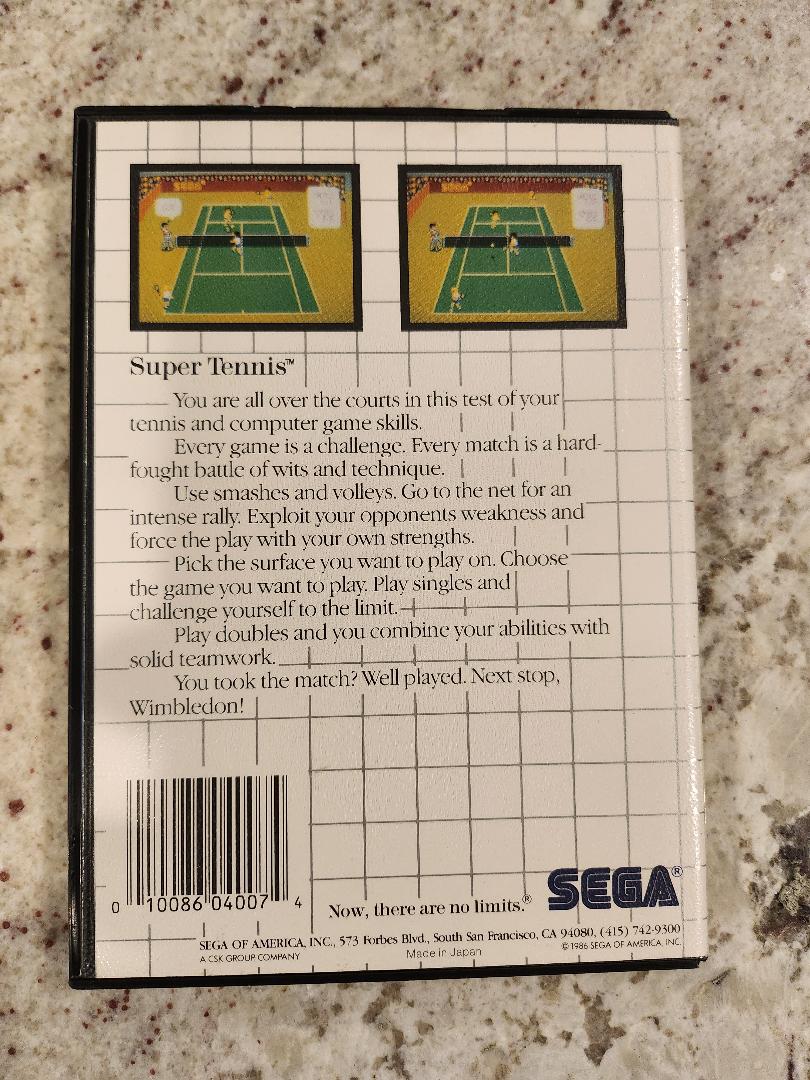 SEGA
SEGA
Super Tennis™
You are all over the courts in this test of your
tennis and computer game skills.
Every game is a challenge. Every match is a hard-
fought battle of wits and technique.
Use smashes and volleys. Go to the net for an
intense rally. Exploit your opponents weakness and
force the play with your own strengths.
Pick the surface you want to play on. Choose
the game you want to play. Play singles and
challenge yourself to the limit.
Play doubles and you combine your abilities with
solid teamwork.
You took the match? Well played. Next stop,
Wimbledon!
0 10086 04007 4
Now, there are no limits.®
SEGA®
SEGA OF AMERICA, INC., 573 Forbes Blvd., South San Francisco, CA 94080, (415) 742-9300
A CSK GROUP COMPANY
Made in Japan
©1986 SEGA OF AMERICA, INC.